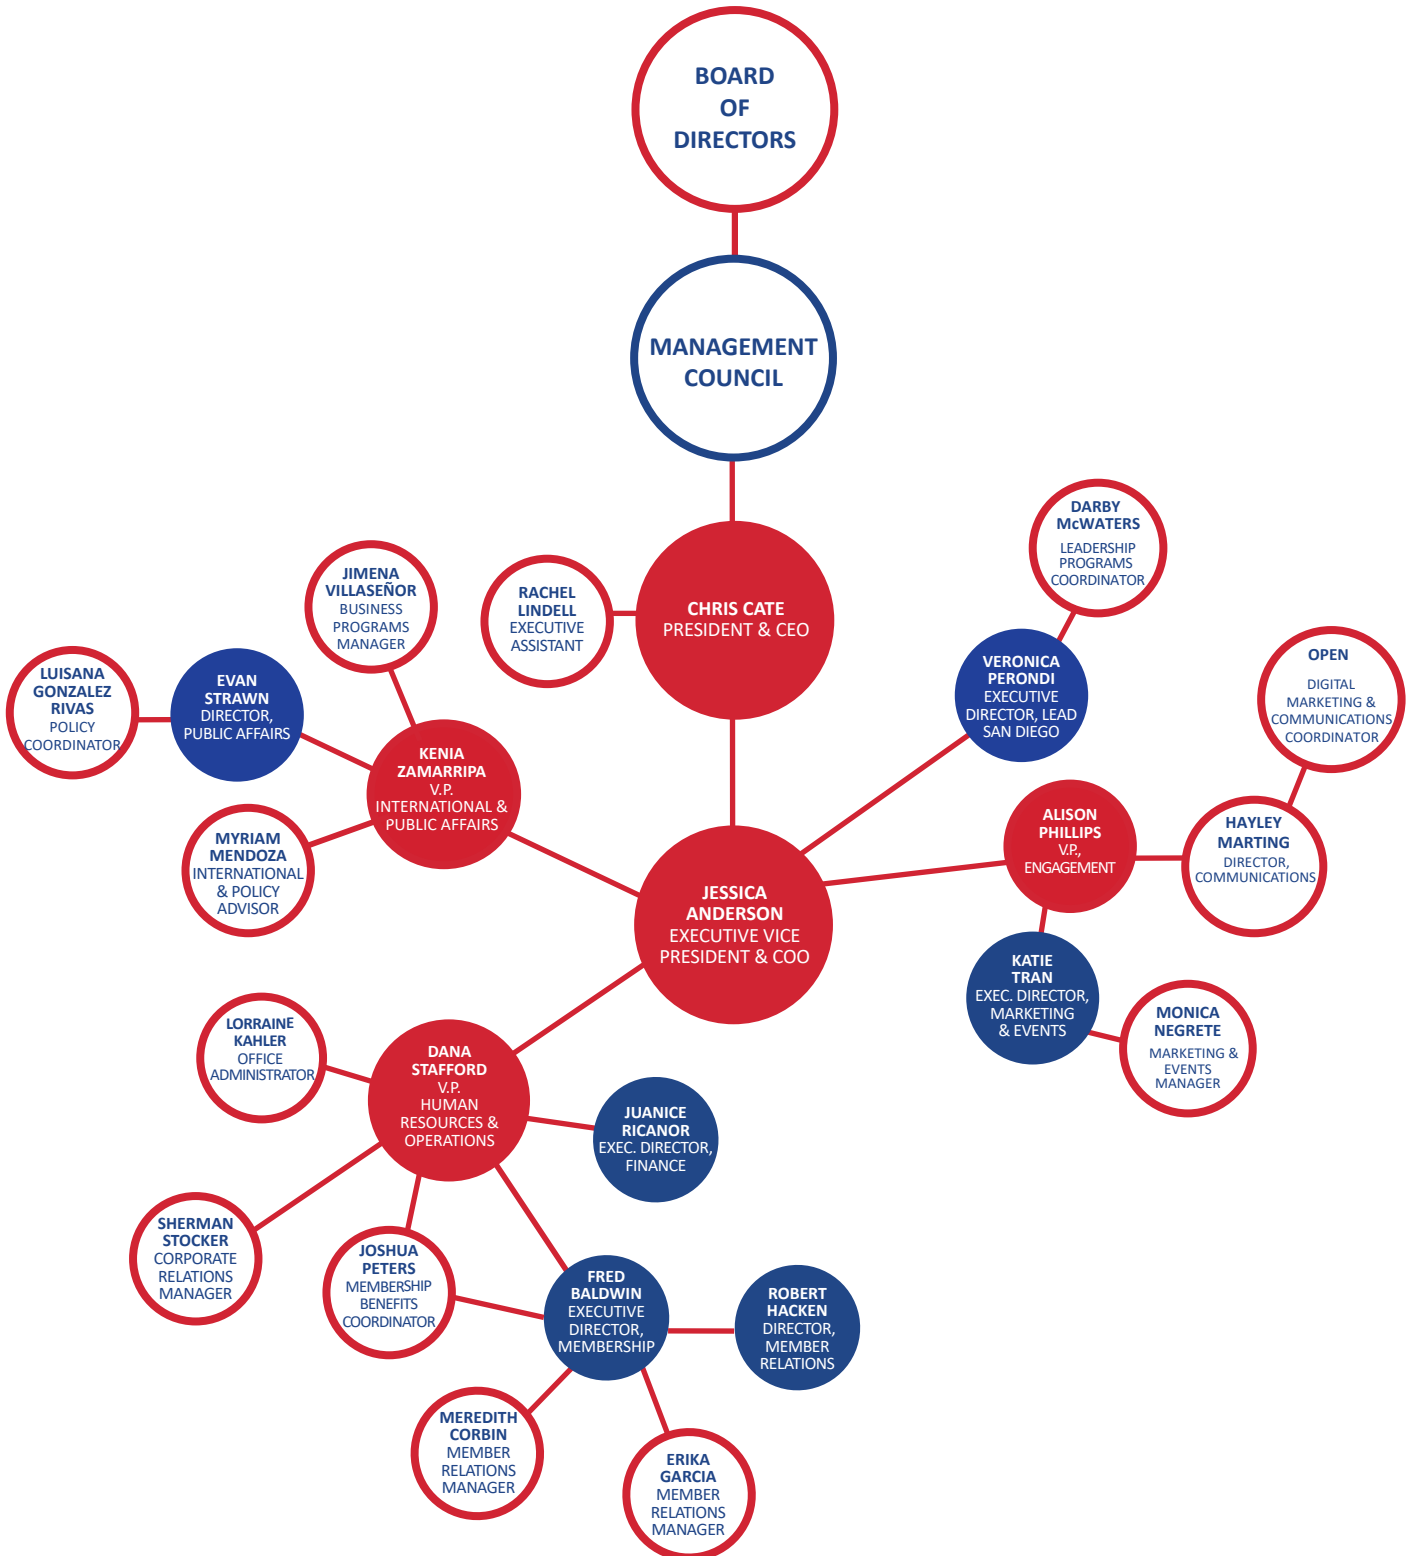 BOARD
OF
DIRECTORS
MANAGEMENT
COUNCIL
CHRIS CATE
PRESIDENT & CEO
RACHEL
LINDELL
EXECUTIVE
ASSISTANT
JIMENA
VILLASEÑOR
BUSINESS
PROGRAMS
MANAGER
LUISANA
GONZALEZ
RIVAS
POLICY
COORDINATOR
EVAN
STRAWN
DIRECTOR,
PUBLIC AFFAIRS
KENIA
ZAMARRIPA
V.P.
INTERNATIONAL &
PUBLIC AFFAIRS
MYRIAM
MENDOZA
INTERNATIONAL
& POLICY
ADVISOR
DARBY
McWATERS
LEADERSHIP
PROGRAMS
COORDINATOR
VERONICA
PERONDI
EXECUTIVE
DIRECTOR, LEAD
SAN DIEGO
OPEN
DIGITAL
MARKETING &
COMMUNICATIONS
COORDINATOR
ALISON
PHILLIPS
V.P.,
ENGAGEMENT
HAYLEY
MARTING
DIRECTOR,
COMMUNICATIONS
JESSICA
ANDERSON
EXECUTIVE VICE
PRESIDENT & COO
KATIE
TRAN
EXEC. DIRECTOR,
MARKETING
& EVENTS
MONICA
NEGRETE
MARKETING &
EVENTS
MANAGER
LORRAINE
KAHLER
OFFICE
ADMINISTRATOR
DANA
STAFFORD
V.P.
HUMAN
RESOURCES &
OPERATIONS
JUANICE
RICANOR
EXEC. DIRECTOR,
FINANCE
SHERMAN
STOCKER
CORPORATE
RELATIONS
MANAGER
JOSHUA
PETERS
MEMBERSHIP
BENEFITS
COORDINATOR
FRED
BALDWIN
EXECUTIVE
DIRECTOR,
MEMBERSHIP
ROBERT
HACKEN
DIRECTOR,
MEMBER
RELATIONS
MEREDITH
CORBIN
MEMBER
RELATIONS
MANAGER
ERIKA
GARCIA
MEMBER
RELATIONS
MANAGER